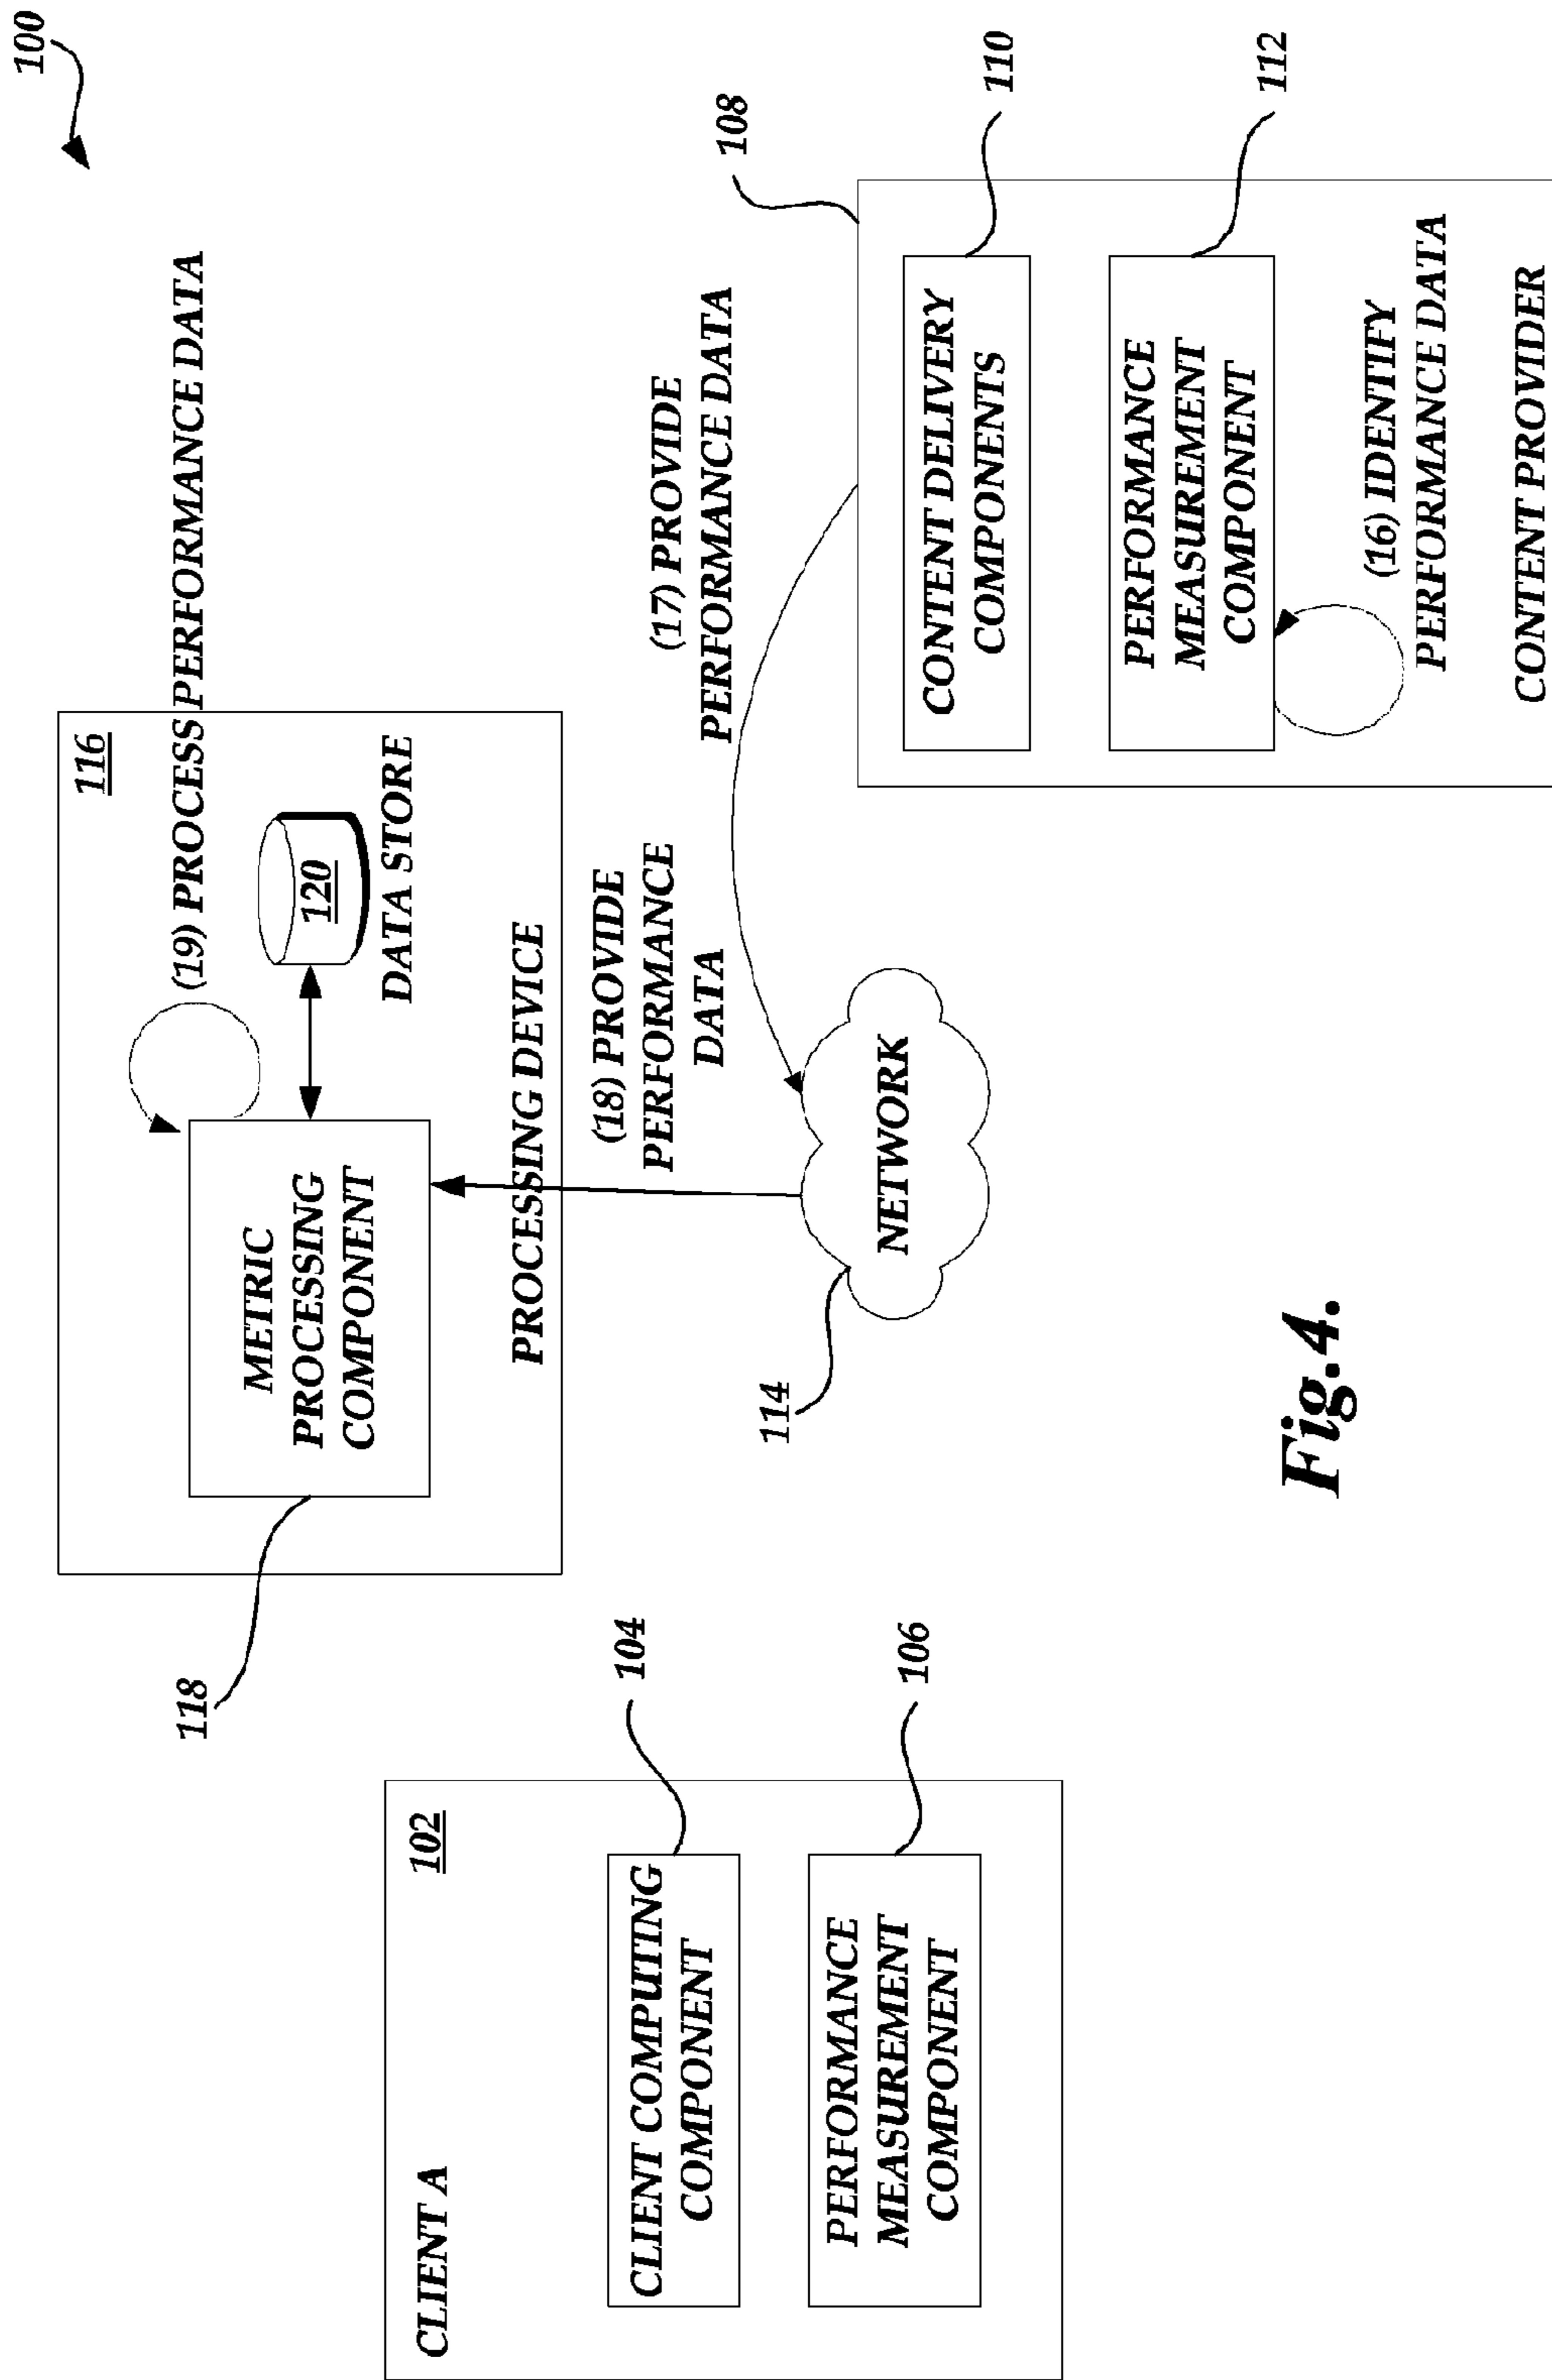 100
116
(19) PROCESS PERFORMANCE DATA
118
METRIC
PROCESSING
COMPONENT
120
DATA STORE
PROCESSING DEVICE
CLIENT A
102
CLIENT COMPUTING
COMPONENT
104
PERFORMANCE
MEASUREMENT
COMPONENT
106
(18) PROVIDE
PERFORMANCE
DATA
(17) PROVIDE
PERFORMANCE DATA
114
NETWORK
108
CONTENT DELIVERY
COMPONENTS
110
PERFORMANCE
MEASUREMENT
COMPONENT
112
(16) IDENTIFY
PERFORMANCE DATA
CONTENT PROVIDER
Fig.4.